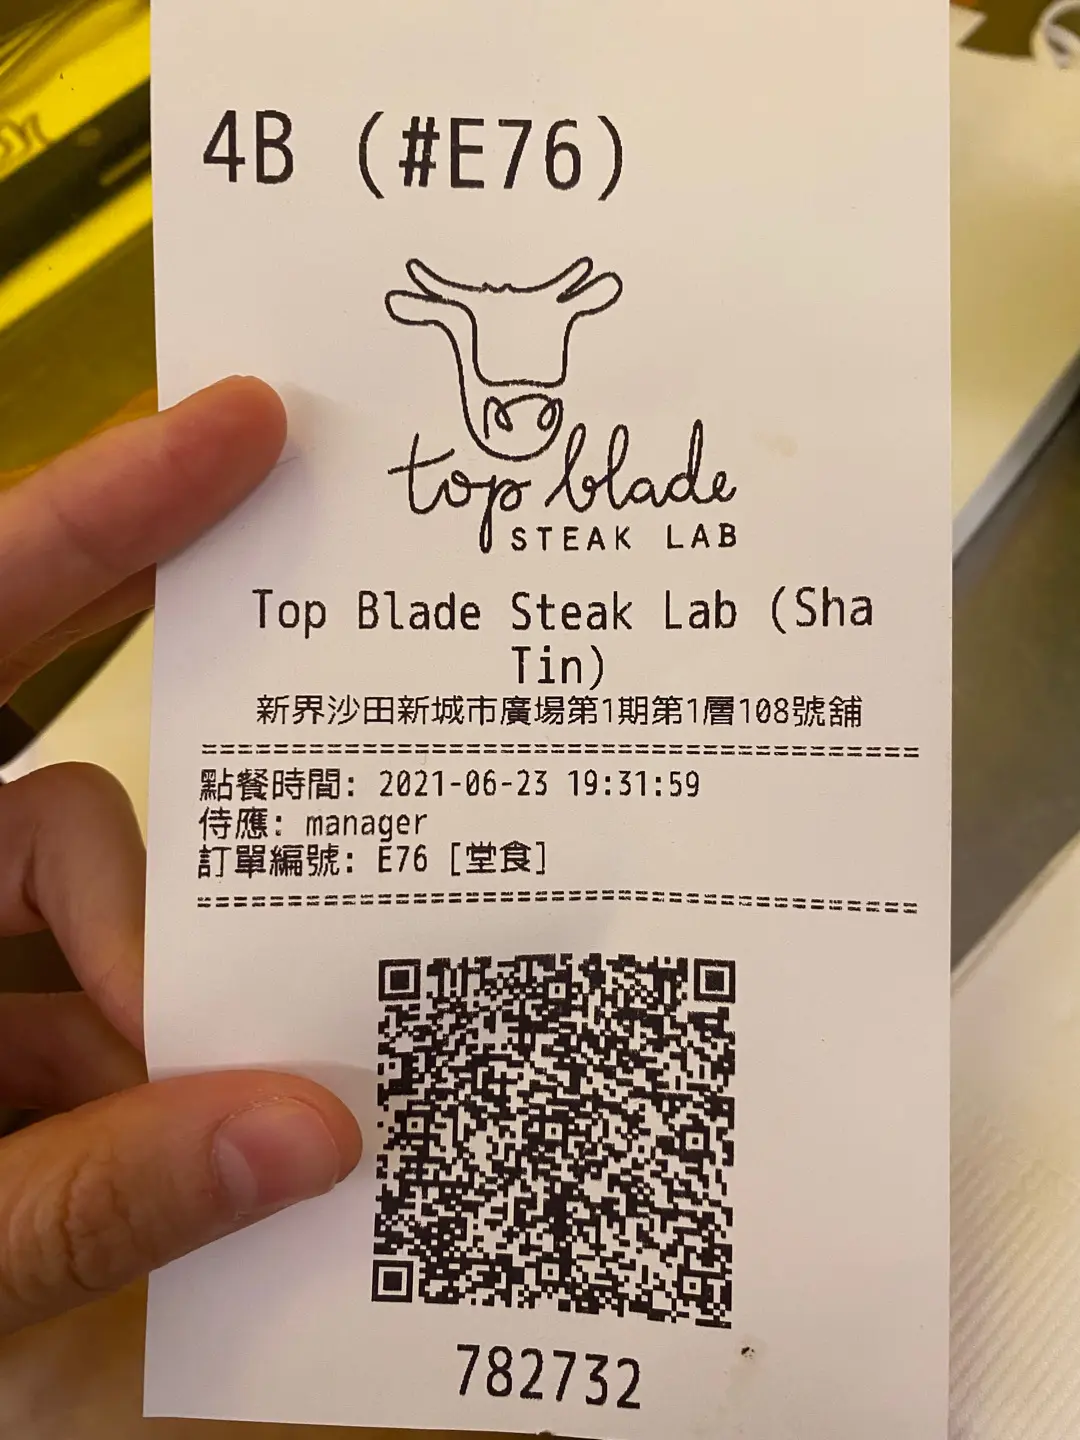 4B (#E76)
top blade
STEAK LAB
Top Blade Steak Lab (Sha
Tin)
新界沙田新城市廣場第1期第1層108號舖
======================================
點餐時間: 2021-06-23 19:31:59
侍應: manager
訂單編號: E76 [堂食]
======================================
782732